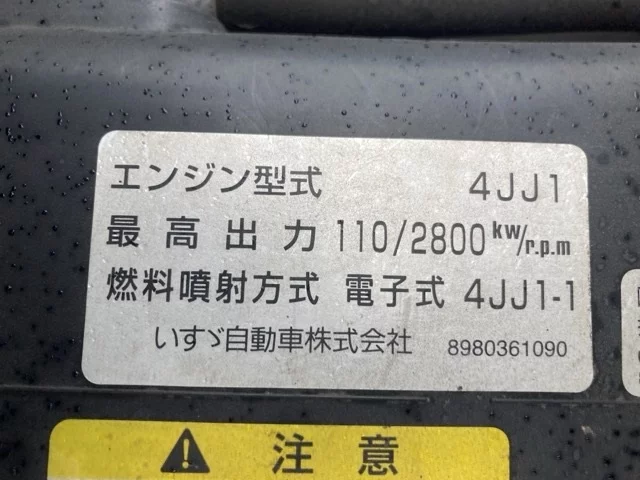 エンジン型式 4JJ1
最高出力 110/2800 kw/r.p.m
燃料噴射方式 電子式 4JJ1-1
いすゞ自動車株式会社 8980361090
注意